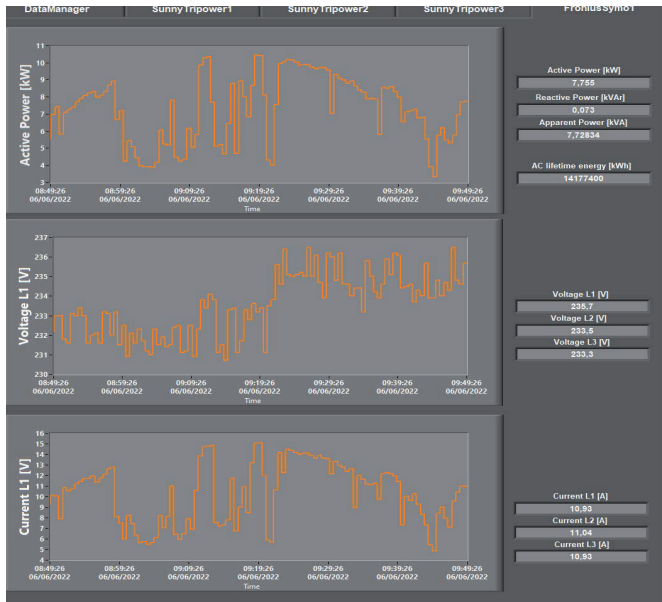 DataManager SunnyTripower1 SunnyTripower2 SunnyTripower3 FroniusSymo1
Active Power [kW]
11
10
9
8
7
6
5
4
3
08:49:26 08:59:26 09:09:26 09:19:26 09:29:26 09:39:26 09:49:26
06/06/2022 06/06/2022 06/06/2022 06/06/2022 06/06/2022 06/06/2022 06/06/2022
Time
Active Power [kW]
7,755
Reactive Power [kVAr]
0,073
Apparent Power [kVA]
7,72834
AC lifetime energy [kWh]
14177400
Voltage L1 [V]
237
236
235
234
233
232
231
230
08:49:26 08:59:26 09:09:26 09:19:26 09:29:26 09:39:26 09:49:26
06/06/2022 06/06/2022 06/06/2022 06/06/2022 06/06/2022 06/06/2022 06/06/2022
Time
Voltage L1 [V]
235,7
Voltage L2 [V]
233,5
Voltage L3 [V]
233,3
Current L1 [V]
16
15
14
13
12
11
10
9
8
7
6
5
4
08:49:26 08:59:26 09:09:26 09:19:26 09:29:26 09:39:26 09:49:26
06/06/2022 06/06/2022 06/06/2022 06/06/2022 06/06/2022 06/06/2022 06/06/2022
Time
Current L1 [A]
10,93
Current L2 [A]
11,04
Current L3 [A]
10,93